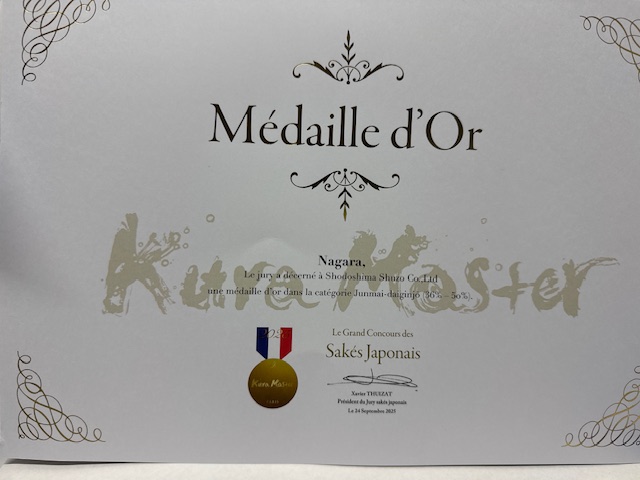 Médaille d'Or
Kura Master
Nagara,
Le jury a décerné à Shodoshima Shuzo Co.,Ltd
une médaille d'or dans la catégorie Junmai-daiginjô (36% - 50%).
Le Grand Concours des
Sakés Japonais
Kura Master
Xavier THUIZAT
Président du Jury sakés japonais
Le 24 Septembre 2025